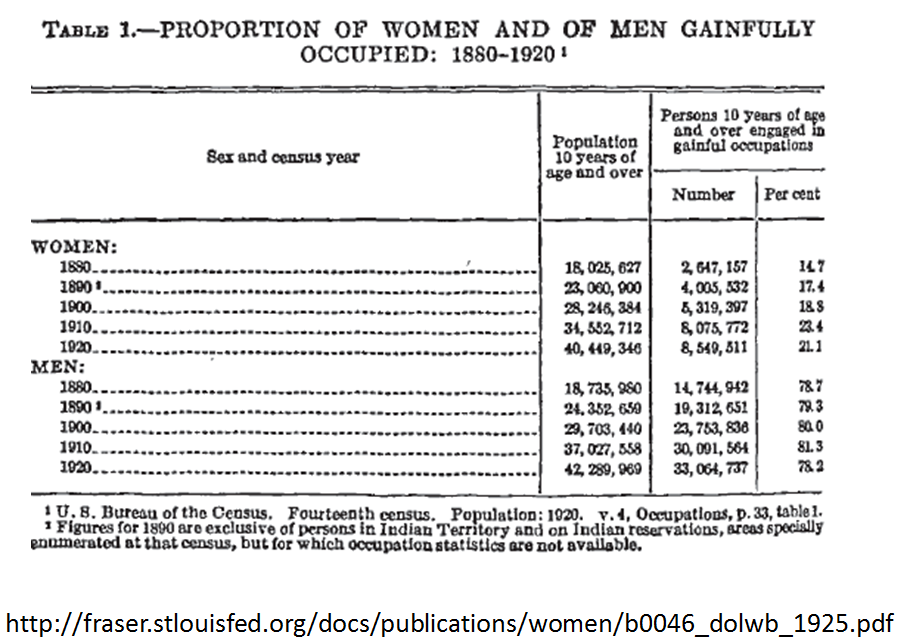 TABLE 1.—PROPORTION OF WOMEN AND OF MEN GAINFULLY
OCCUPIED: 1880-1920 ¹
Sex and census year
Population
10 years of
age and over
Persons 10 years of age
and over engaged in
gainful occupations
Number
Per cent
WOMEN:
1880 18,025,627 2,647,157 14.7
1890 ² 23,060,900 4,005,532 17.4
1900 28,246,384 5,319,397 18.8
1910 34,552,712 8,075,772 23.4
1920 40,449,346 8,549,511 21.1
MEN:
1880 18,735,980 14,744,942 78.7
1890 ² 24,352,659 19,312,651 79.3
1900 29,703,440 23,753,836 80.0
1910 37,027,558 30,091,564 81.3
1920 42,289,969 33,064,737 78.2
¹ U. S. Bureau of the Census. Fourteenth census. Population: 1920. v. 4, Occupations, p. 33, table 1.
² Figures for 1890 are exclusive of persons in Indian Territory and on Indian reservations, areas specially
enumerated at that census, but for which occupation statistics are not available.
http://fraser.stlouisfed.org/docs/publications/women/b0046_dolwb_1925.pdf